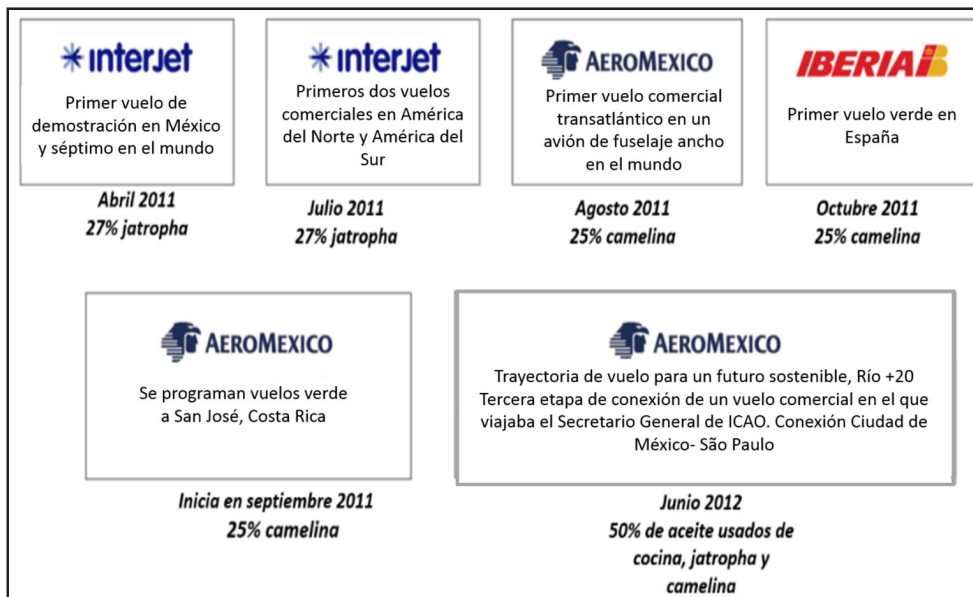 interJet
Primer vuelo de
demostración en México
y séptimo en el mundo
Abril 2011
27% jatropha
interJet
Primeros dos vuelos
comerciales en América
del Norte y América del
Sur
Julio 2011
27% jatropha
AEROMEXICO
Primer vuelo comercial
transatlántico en un
avión de fuselaje ancho
en el mundo
Agosto 2011
25% camelina
IBERIA IB
Primer vuelo verde en
España
Octubre 2011
25% camelina
AEROMEXICO
Se programan vuelos verde
a San José, Costa Rica
Inicia en septiembre 2011
25% camelina
AEROMEXICO
Trayectoria de vuelo para un futuro sostenible, Río +20
Tercera etapa de conexión de un vuelo comercial en el que
viajaba el Secretario General de ICAO. Conexión Ciudad de
México- São Paulo
Junio 2012
50% de aceite usados de
cocina, jatropha y
camelina